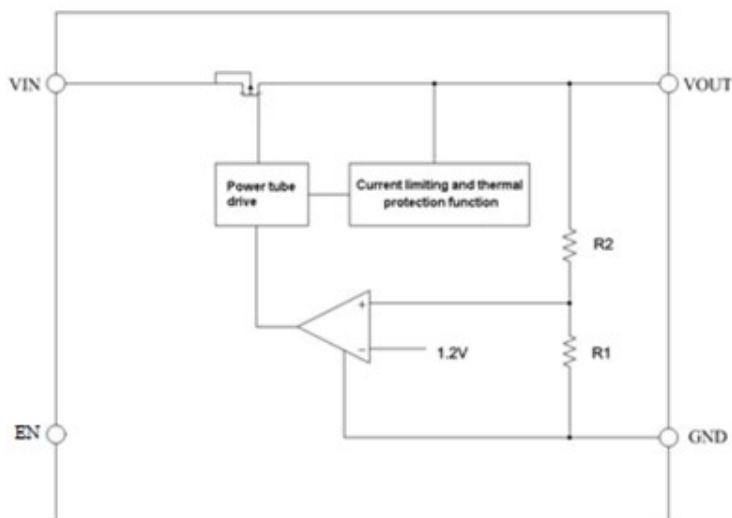 VIN
VOUT
Power tube
drive
Current limiting and thermal
protection function
R2
+
−
1.2V
R1
EN
GND